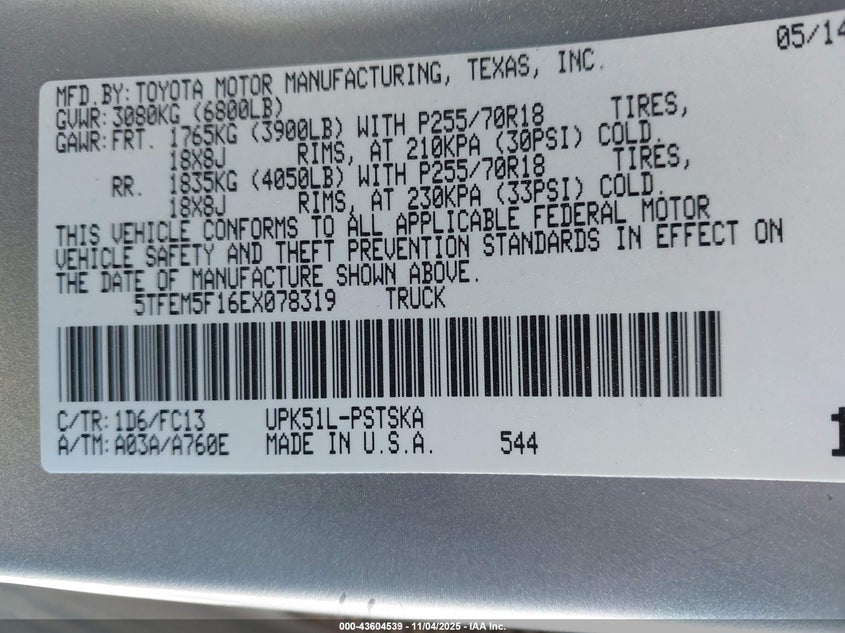 05/14
MFD.BY:TOYOTA MOTOR MANUFACTURING, TEXAS, INC.
GVWR:3080KG (6800LB)
GAWR:FRT. 1765KG (3900LB) WITH P255/70R18 TIRES,
18X8J RIMS, AT 210KPA (30PSI) COLD.
RR. 1835KG (4050LB) WITH P255/70R18 TIRES,
18X8J RIMS, AT 230KPA (33PSI) COLD.
THIS VEHICLE CONFORMS TO ALL APPLICABLE FEDERAL MOTOR
VEHICLE SAFETY AND THEFT PREVENTION STANDARDS IN EFFECT ON
THE DATE OF MANUFACTURE SHOWN ABOVE.
5TFEM5F16EX078319 TRUCK
C/TR:1D6/FC13 UPK51L-PSTSKA
A/TM:A03A/A760E MADE IN U.S.A. 544
000-43604539 - 11/04/2025 - IAA Inc.